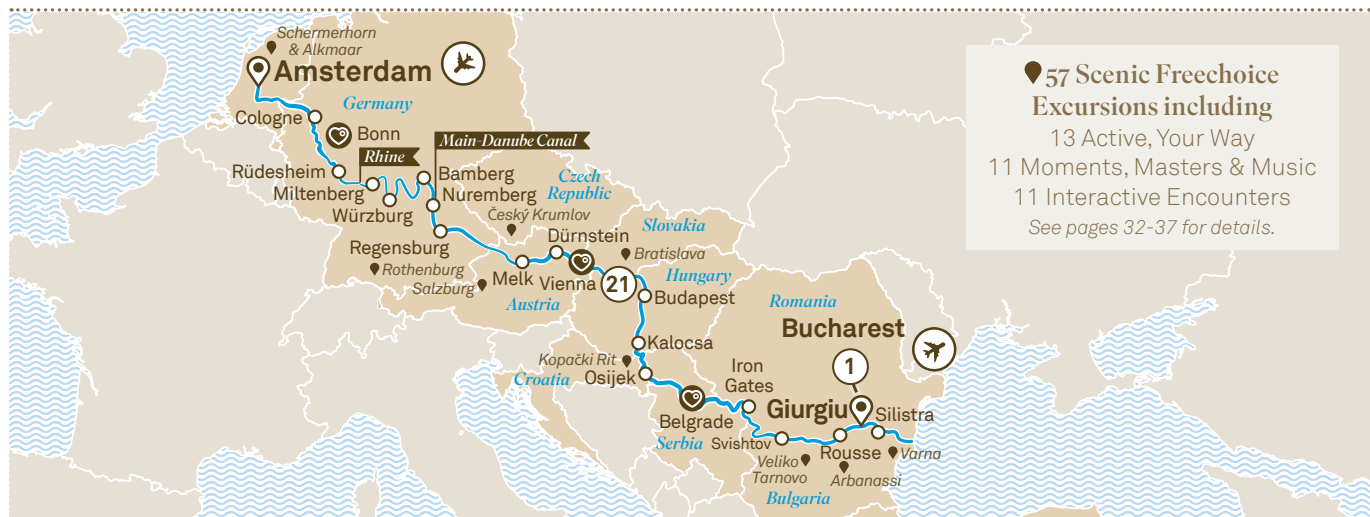 Schermerhorn
& Alkmaar
Amsterdam
Germany
Cologne
Bonn
Main-Danube Canal
Rhine
Rüdesheim
Miltenberg
Würzburg
Bamberg
Nuremberg
Czech
Republic
Český Krumlov
Slovakia
Regensburg
Dürnstein
Bratislava
Rothenburg
Salzburg
Melk
Vienna
21
Hungary
Austria
Budapest
Romania
Bucharest
Kalocsa
Kopački Rit
Croatia
Osijek
Iron
Gates
1
Giurgiu
Silistra
Belgrade
Serbia
Svishtov
Rousse
Varna
Veliko
Tarnovo
Arbanassi
Bulgaria
57 Scenic Freechoice
Excursions including
13 Active, Your Way
11 Moments, Masters & Music
11 Interactive Encounters
See pages 32-37 for details.